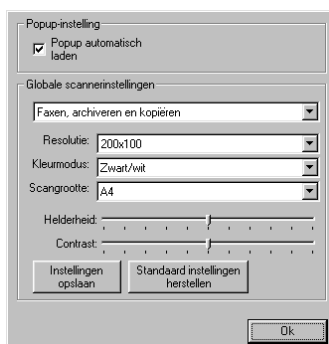 Popup-instelling
Popup automatisch
laden
Globale scannerinstellingen
Faxen, archiveren en kopiëren
Resolutie: 200x100
Kleurmodus: Zwart/wit
Scangrootte: A4
Helderheid:
Contrast:
Instellingen
opslaan
Standaard instellingen
herstellen
Ok